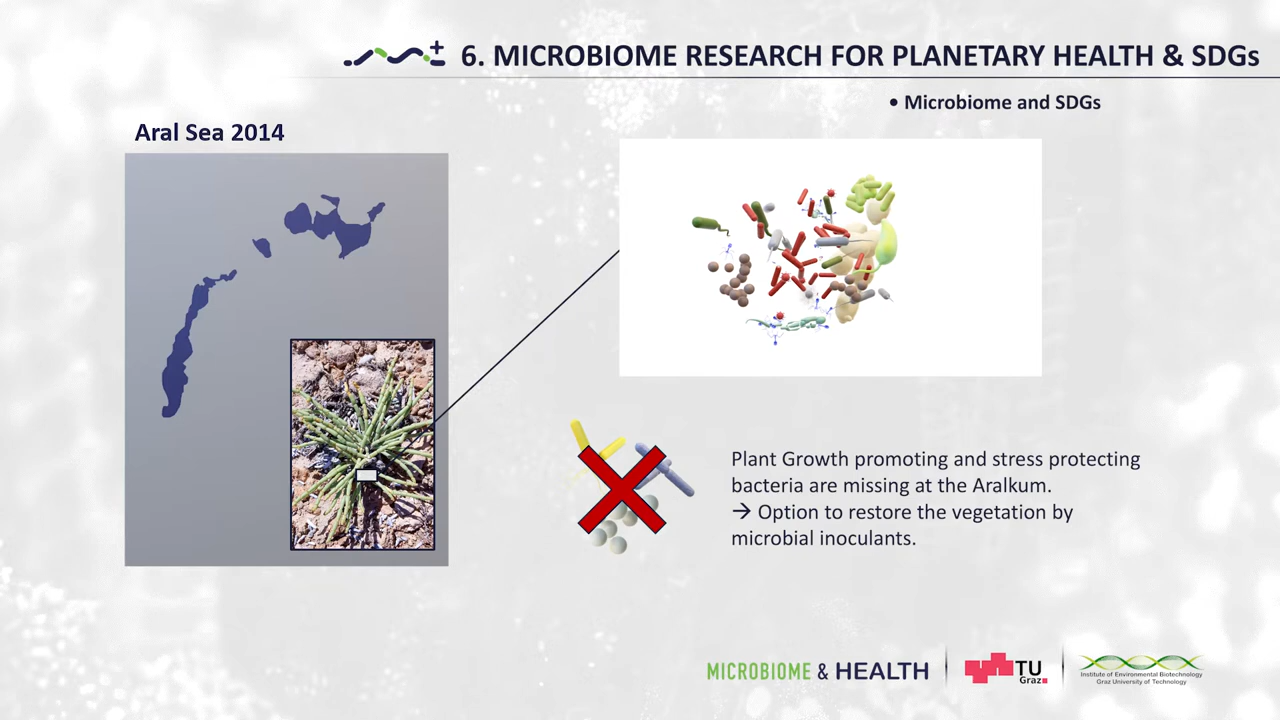 6. MICROBIOME RESEARCH FOR PLANETARY HEALTH & SDGs
• Microbiome and SDGs
Aral Sea 2014
Plant Growth promoting and stress protecting
bacteria are missing at the Aralkum.
→ Option to restore the vegetation by
microbial inoculants.
MICROBIOME & HEALTH
TU
Graz
Institute of Environmental Biotechnology
Graz University of Technology